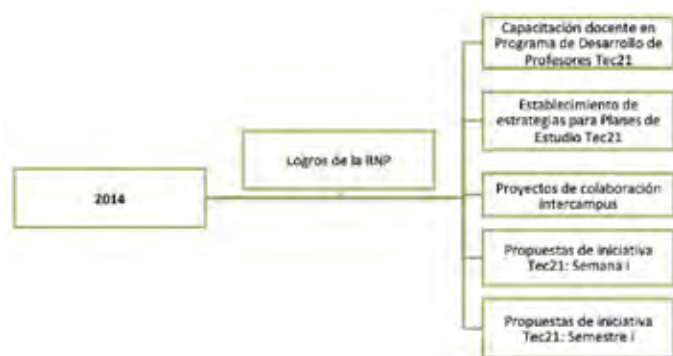 2014
Logros de la RNP
Capacitación docente en
Programa de Desarrollo de
Profesores Tec21
Establecimiento de
estrategias para Planes de
Estudio Tec21
Proyectos de colaboración
intercampus
Propuestas de iniciativa
Tec21: Semana i
Propuestas de iniciativa
Tec21: Semestre i